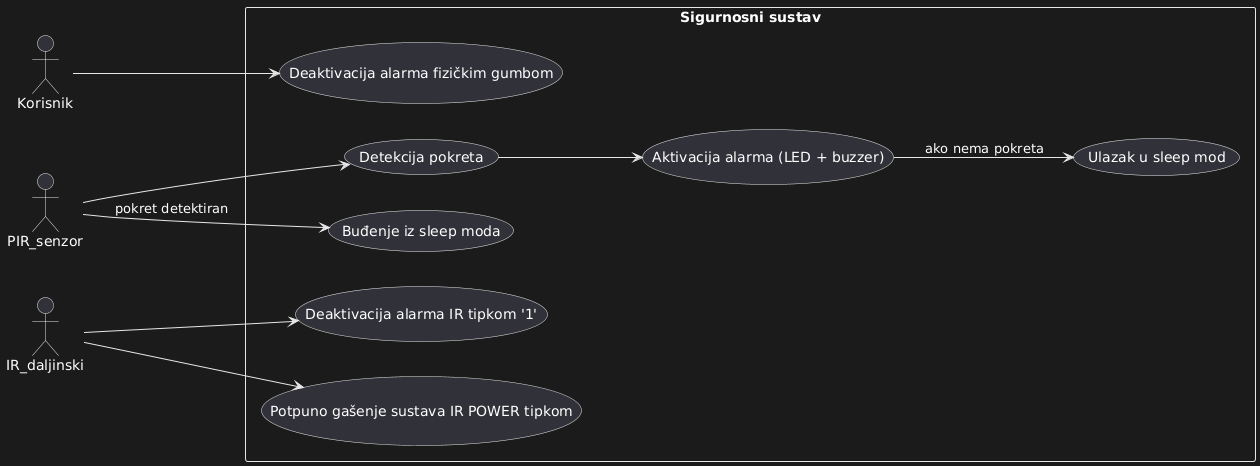 Sigurnosni sustav
Korisnik
Deaktivacija alarma fizičkim gumbom
Detekcija pokreta
Aktivacija alarma (LED + buzzer)
ako nema pokreta
Ulazak u sleep mod
PIR_senzor
pokret detektiran
Buđenje iz sleep moda
IR_daljinski
Deaktivacija alarma IR tipkom '1'
Potpuno gašenje sustava IR POWER tipkom